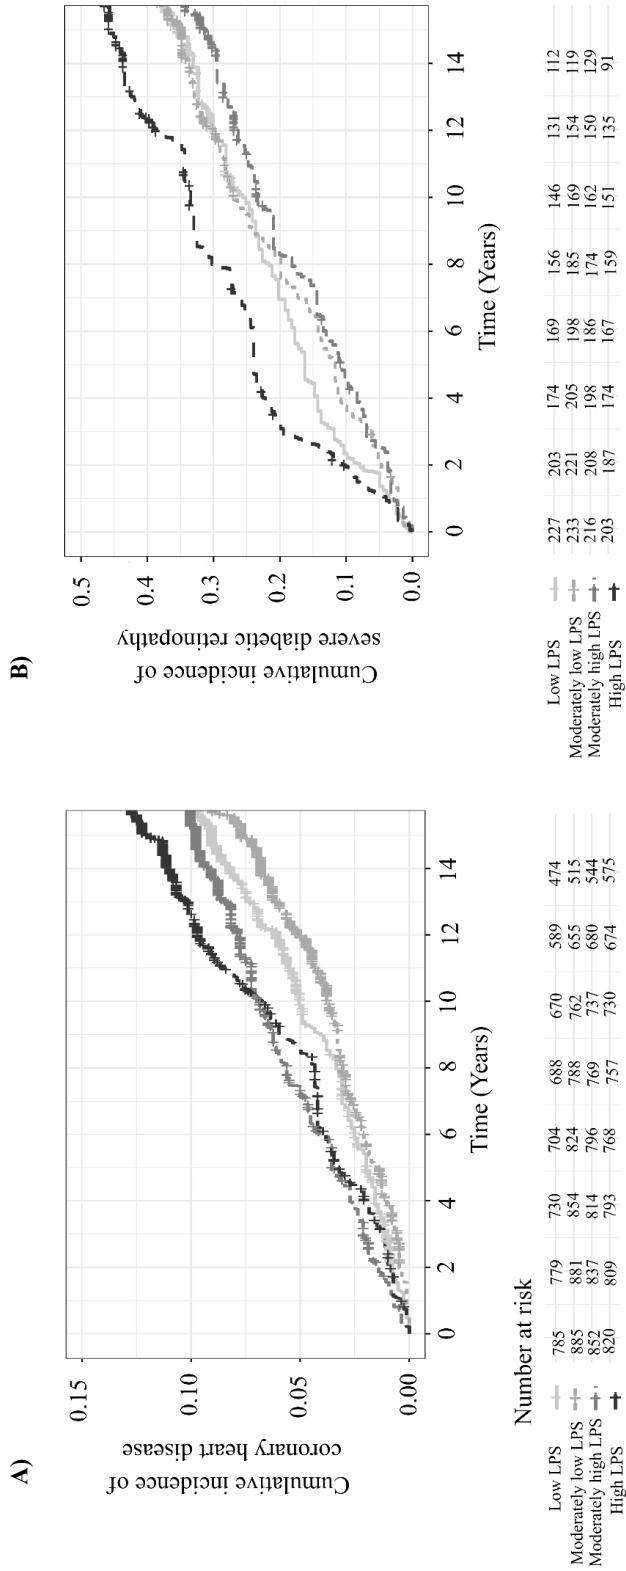 A)
Cumulative incidence of
coronary heart disease
0.15
0.10
0.05
0.00
0 2 4 6 8 10 12 14
Time (Years)
Number at risk
Low LPS 785 779 730 704 688 670 589 474
Moderately low LPS 885 881 854 824 788 762 655 515
Moderately high LPS 852 837 814 796 769 737 680 544
High LPS 820 809 793 768 757 730 674 575
B)
Cumulative incidence of
severe diabetic retinopathy
0.5
0.4
0.3
0.2
0.1
0.0
0 2 4 6 8 10 12 14
Time (Years)
Low LPS 227 203 174 169 156 146 131 112
Moderately low LPS 233 221 205 198 185 169 154 119
Moderately high LPS 216 208 198 186 174 162 150 129
High LPS 203 187 174 167 159 151 135 91